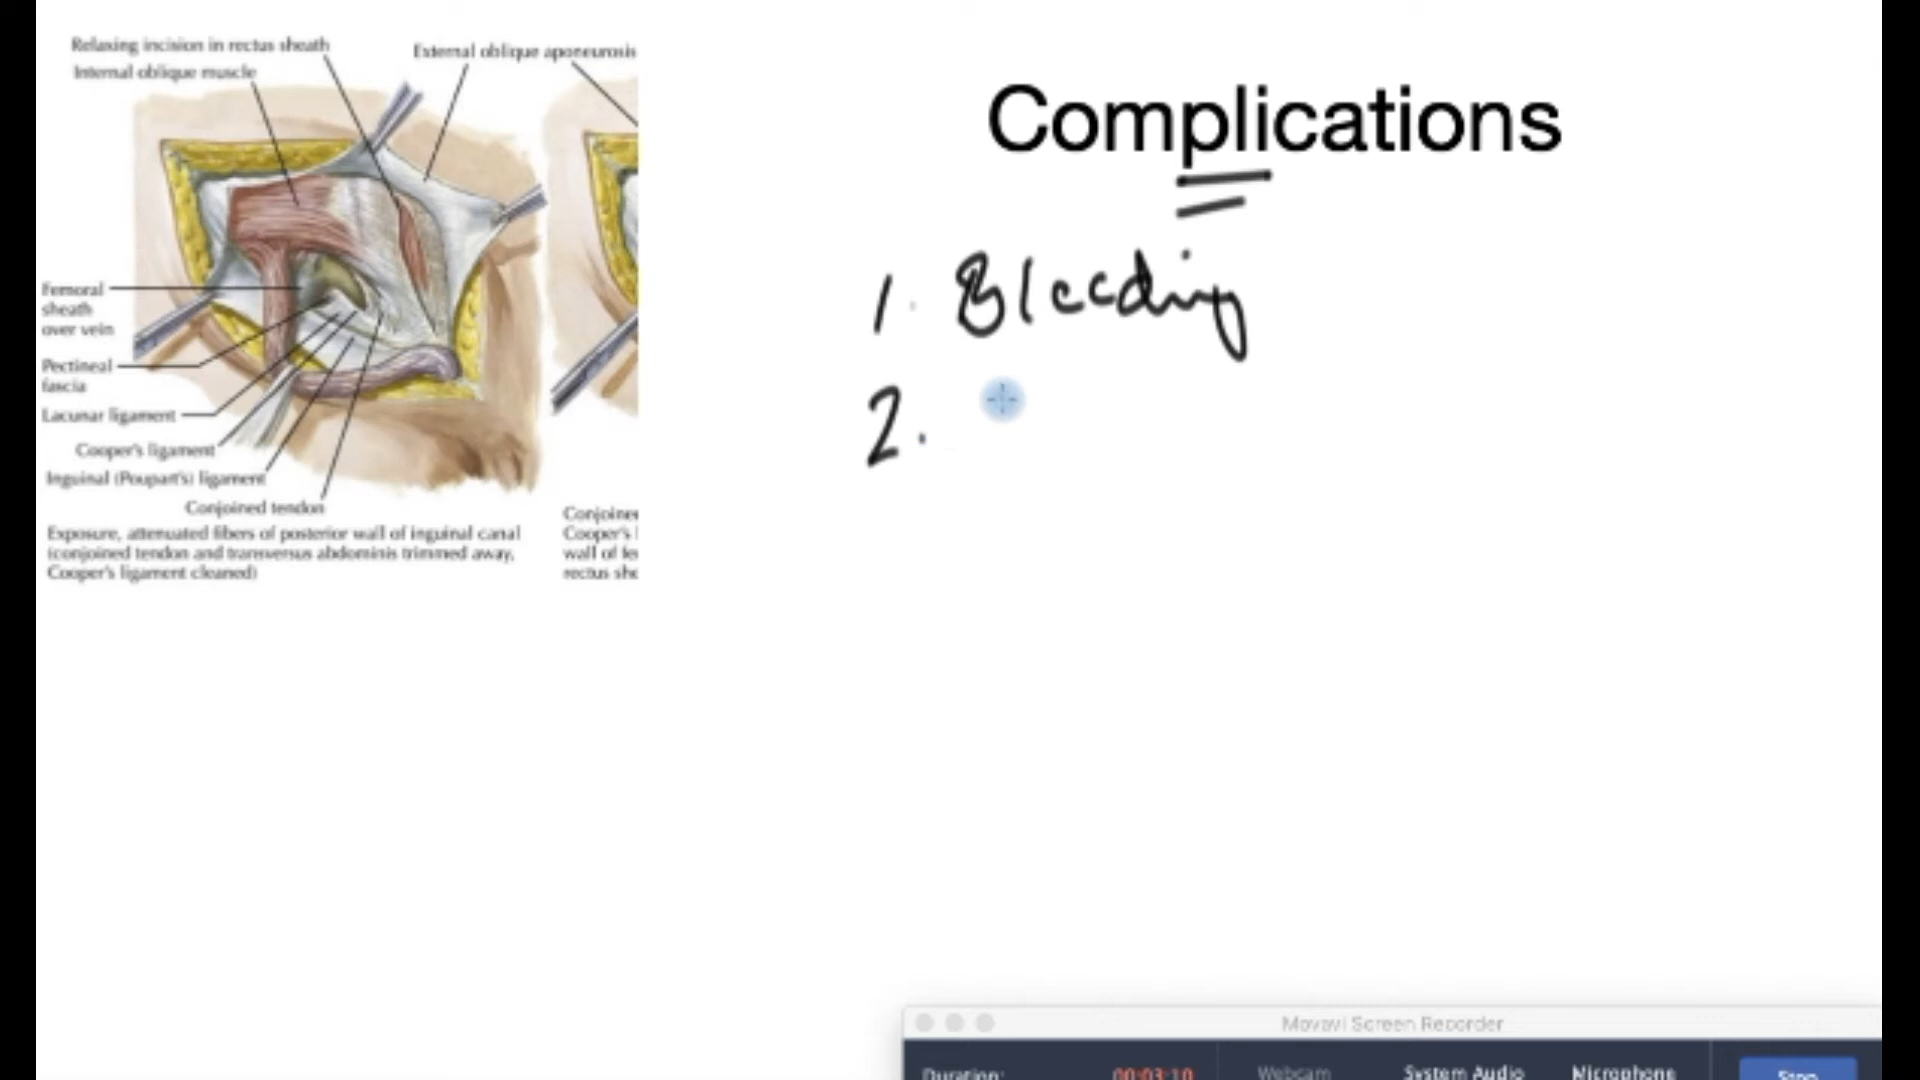 Relaxing incision in rectus sheath
Internal oblique muscle
External oblique aponeurosis
Femoral
sheath
over vein
Pectineal
fascia
Lacunar ligament
Cooper's ligament
Inguinal (Poupart's) ligament
Conjoined tendon
Exposure, attenuated fibers of posterior wall of inguinal canal
(conjoined tendon and transversus abdominis trimmed away,
Cooper's ligament cleaned)
Cooper's
wall of
rectus
Complications
1. Bleeding
2.
Movavi Screen Recorder
Duration: 00:03:10 Webcam System Audio Microphone Stop